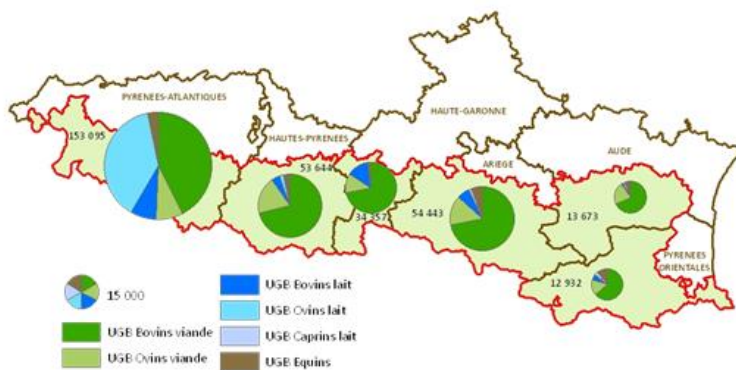 PYRENEES-ATLANTIQUES
HAUTE-GARONNE
153 095
HAUTES-PYRENEES
AUDE
53 644
ARIEGE
34 357
54 443
13 673
PYRENEES
ORIENTALES
12 932
15 000
UGB Bovins viande
UGB Ovins viande
UGB Bovins lait
UGB Ovins lait
UGB Caprins lait
UGB Equins